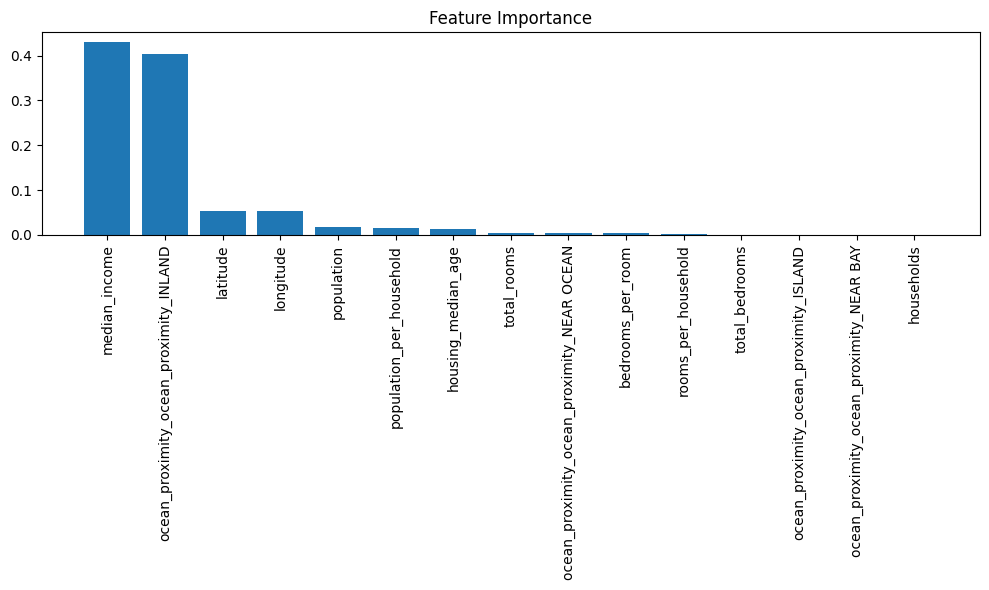 Feature Importance
0.4
0.3
0.2
0.1
0.0
median_income
ocean_proximity_ocean_proximity_INLAND
latitude
longitude
population
population_per_household
housing_median_age
total_rooms
ocean_proximity_ocean_proximity_NEAR OCEAN
bedrooms_per_room
rooms_per_household
total_bedrooms
ocean_proximity_ocean_proximity_ISLAND
ocean_proximity_ocean_proximity_NEAR BAY
households